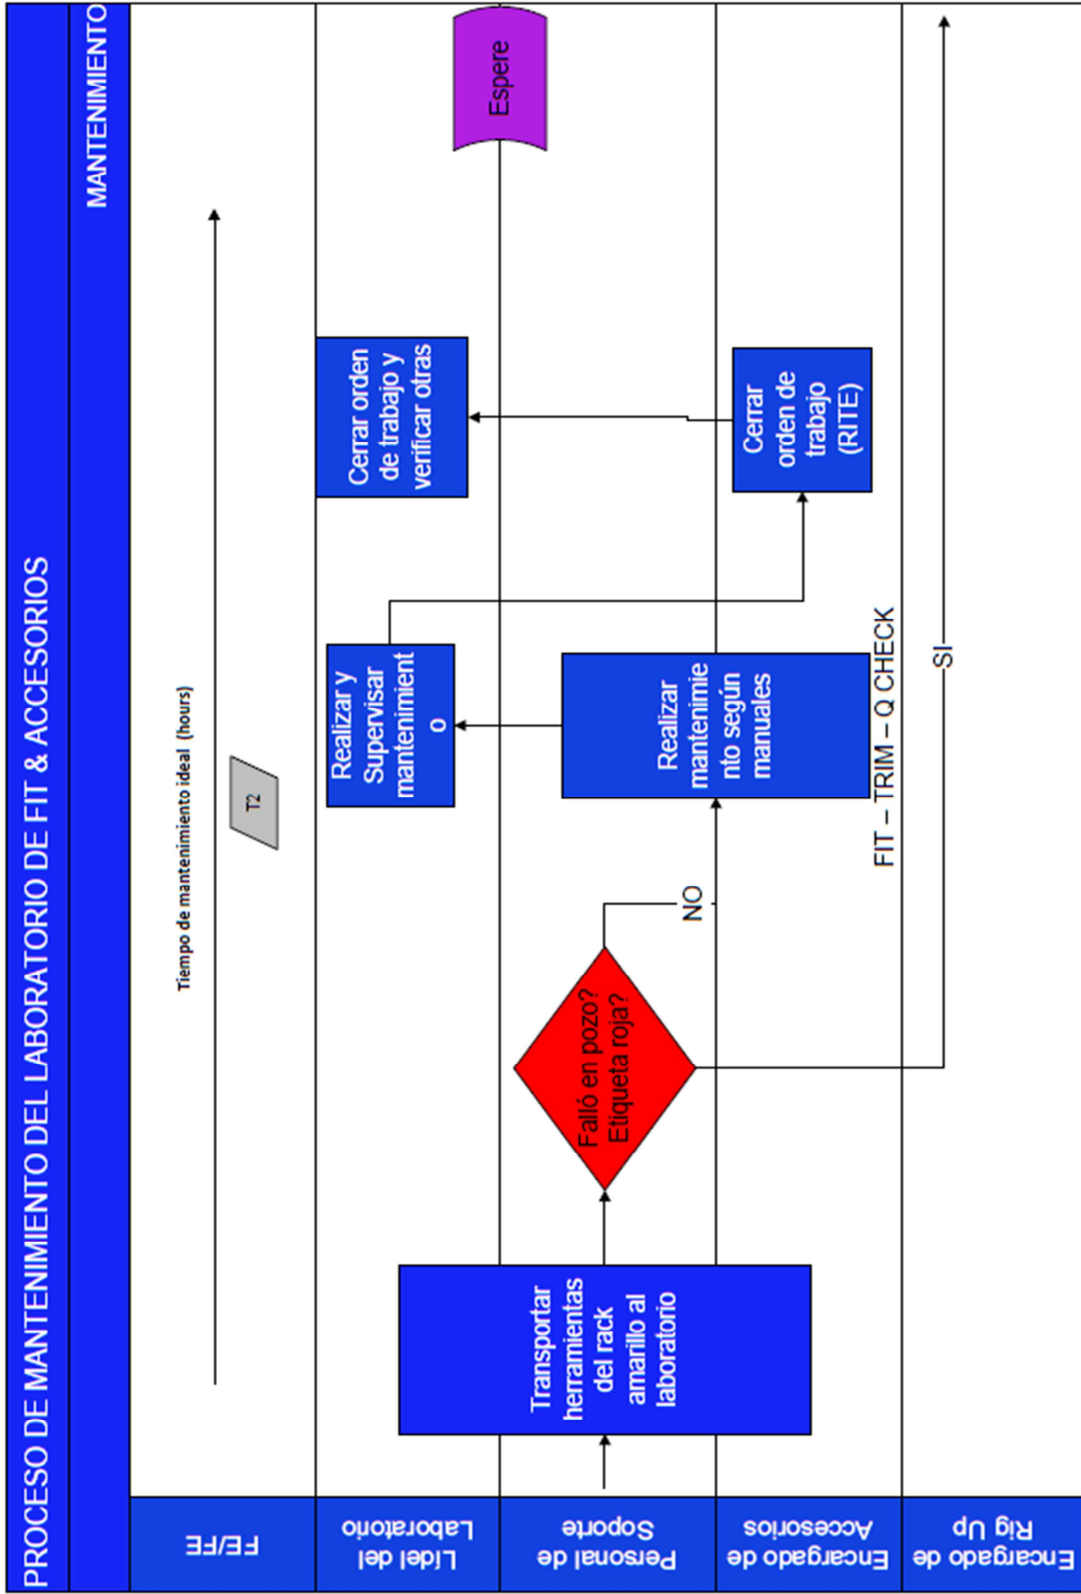 PROCESO DE MANTENIMIENTO DEL LABORATORIO DE FIT & ACCESORIOS
MANTENIMIENTO
FE/FE
Tiempo de mantenimiento ideal (hours)
T2
Lídel del
Laboratorio
Realizar y
Supervisar
mantenimient
o
Cerrar orden
de trabajo y
verificar otras
Espere
Personal de
Soporte
Transportar
herramientas
del rack
amarillo al
laboratorio
Falló en pozo?
Etiqueta roja?
NO
Realizar
mantenimie
nto según
manuales
Encargado de
Accesorios
Cerrar
orden de
trabajo
(RITE)
FIT – TRIM – Q CHECK
Encargado de
Rig Up
SI